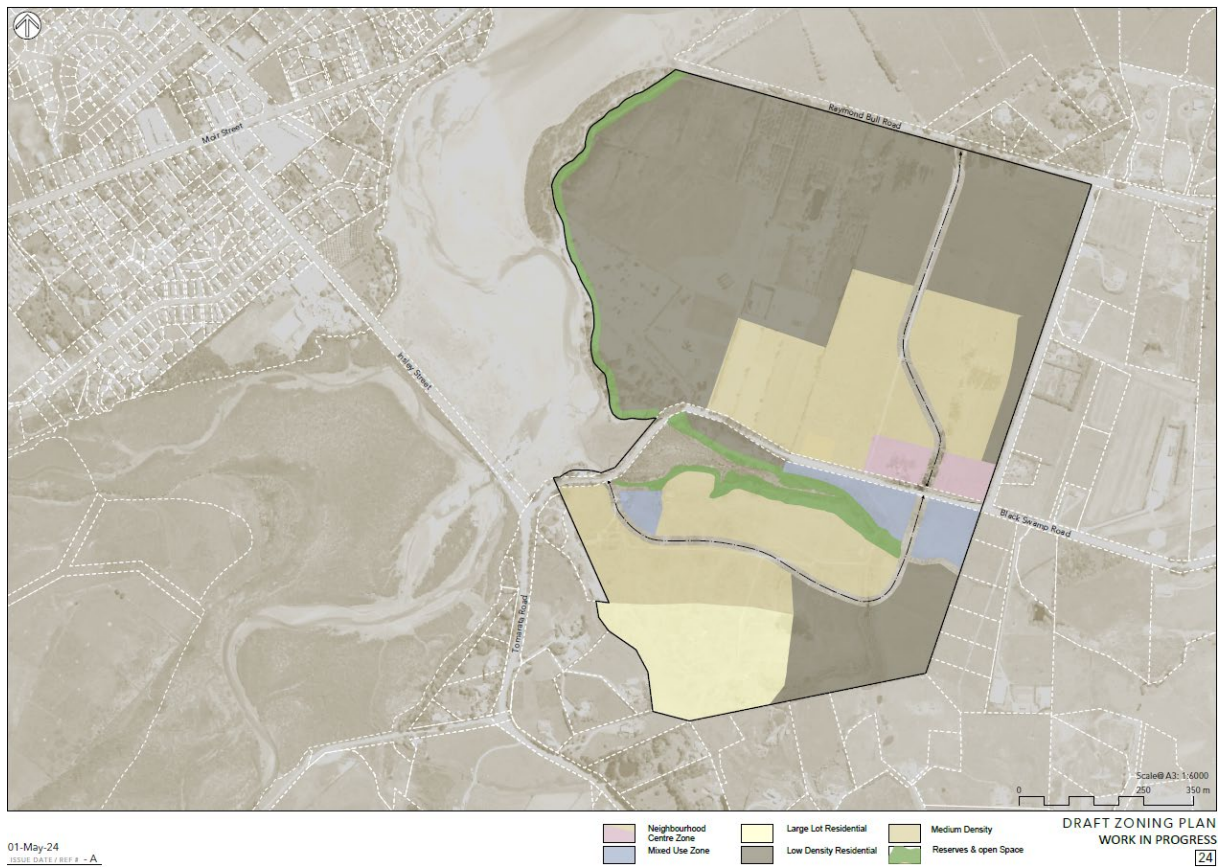 Moir Street
Raymond Bull Road
Insley Street
Black Swamp Road
Tomarata Road
Scale@ A3: 1:6000
0 250 350 m
01-May-24
ISSUE DATE / REF # - A
Neighbourhood
Centre Zone
Mixed Use Zone
Large Lot Residential
Low Density Residential
Medium Density
Reserves & open Space
DRAFT ZONING PLAN
WORK IN PROGRESS
24